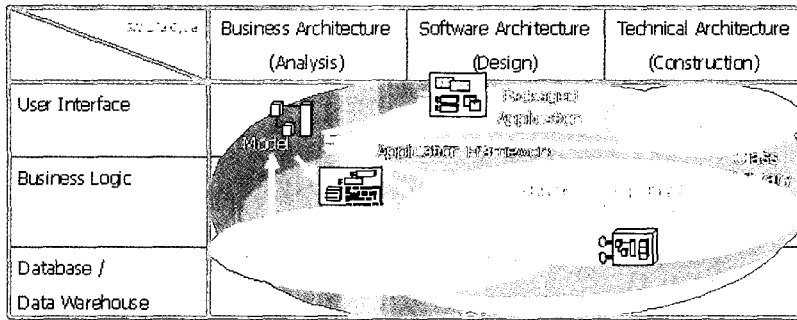 Business Architecture
(Analysis)
Software Architecture
(Design)
Technical Architecture
(Construction)
User Interface
Packaged
Application
Model
Application Framework
Class
Business Logic
Database /
Data Warehouse